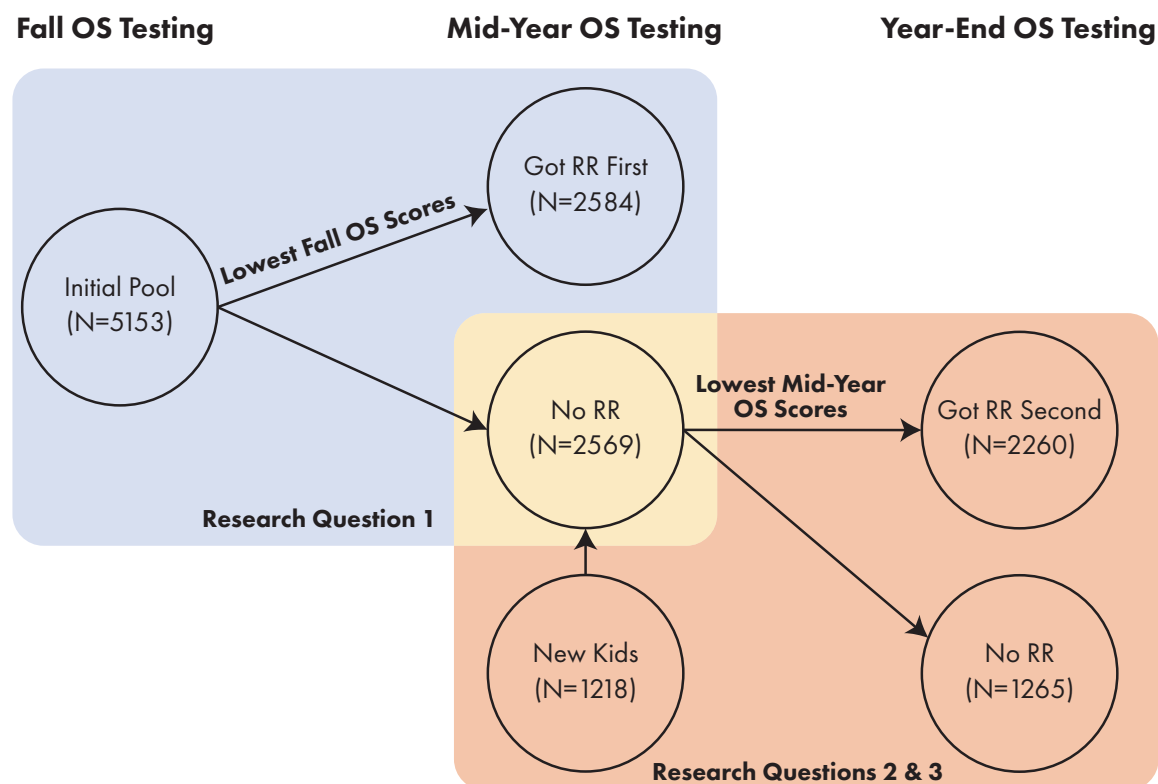 Fall OS Testing
Mid-Year OS Testing
Year-End OS Testing
Got RR First
(N=2584)
Lowest Fall OS Scores
Initial Pool
(N=5153)
No RR
(N=2569)
Lowest Mid-Year
OS Scores
Got RR Second
(N=2260)
Research Question 1
New Kids
(N=1218)
No RR
(N=1265)
Research Questions 2 & 3